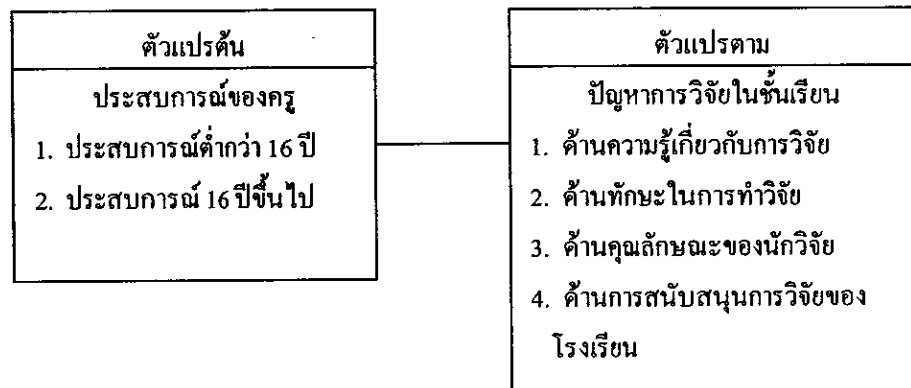 ตัวแปรต้น
ประสบการณ์ของครู
1. ประสบการณ์ต่ำกว่า 16 ปี
2. ประสบการณ์ 16 ปีขึ้นไป
ตัวแปรตาม
ปัญหาการวิจัยในชั้นเรียน
1. ด้านความรู้เกี่ยวกับการวิจัย
2. ด้านทักษะในการทำวิจัย
3. ด้านคุณลักษณะของนักวิจัย
4. ด้านการสนับสนุนการวิจัยของ
โรงเรียน